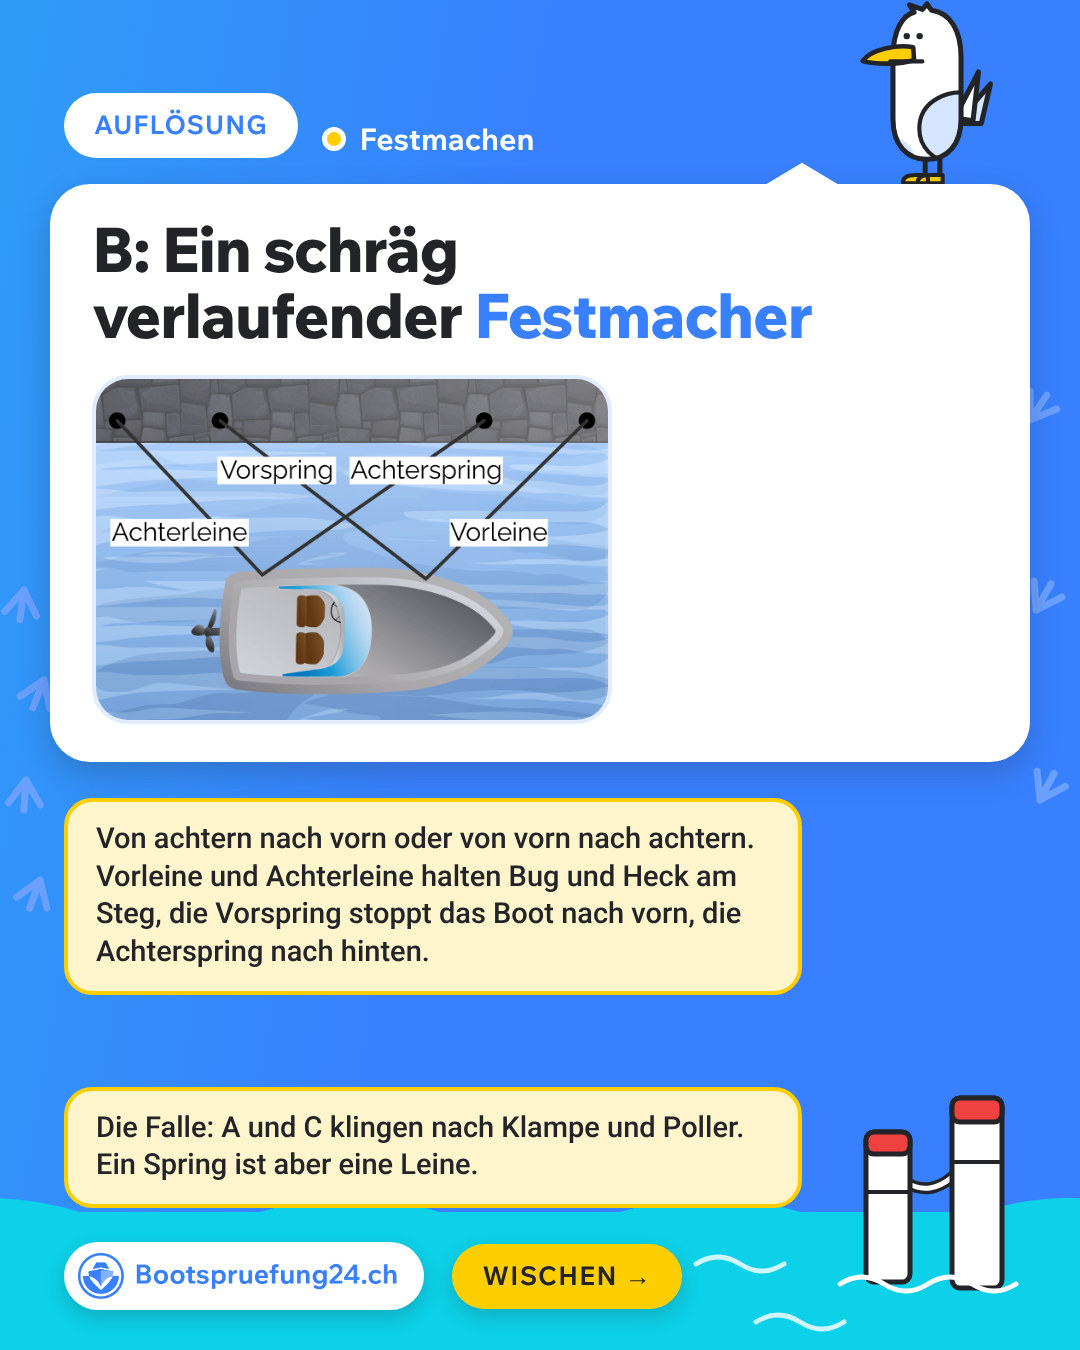 AUFLÖSUNG
Festmachen
B: Ein schräg
verlaufender Festmacher
Vorspring
Achterspring
Achterleine
Vorleine
Von achtern nach vorn oder von vorn nach achtern.
Vorleine und Achterleine halten Bug und Heck am
Steg, die Vorspring stoppt das Boot nach vorn, die
Achterspring nach hinten.
Die Falle: A und C klingen nach Klampe und Poller.
Ein Spring ist aber eine Leine.
Bootspruefung24.ch
WISCHEN →